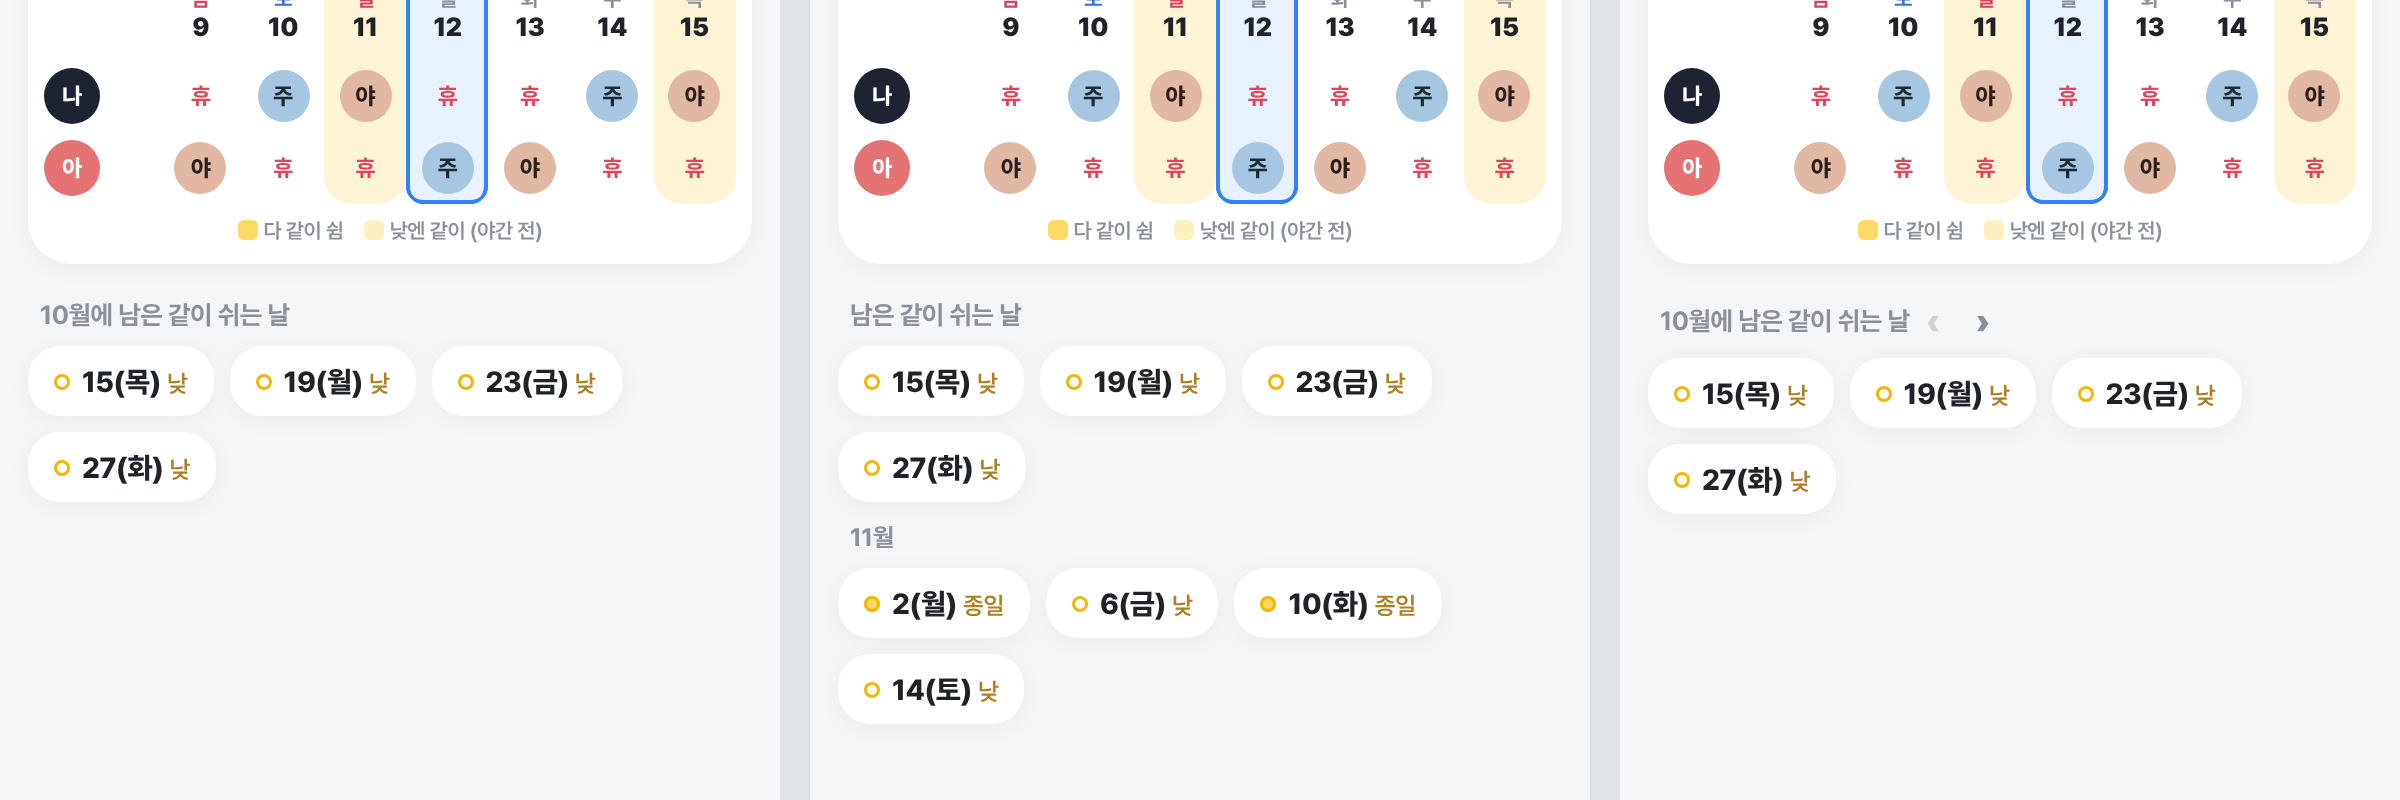 9 10 11 12 13 14 15
나 휴 주 야 휴 휴 주 야
아 야 휴 휴 주 야 휴 휴
다 같이 쉼 낮엔 같이 (야간 전)
10월에 남은 같이 쉬는 날
15(목) 낮 19(월) 낮 23(금) 낮
27(화) 낮
9 10 11 12 13 14 15
나 휴 주 야 휴 휴 주 야
아 야 휴 휴 주 야 휴 휴
다 같이 쉼 낮엔 같이 (야간 전)
남은 같이 쉬는 날
15(목) 낮 19(월) 낮 23(금) 낮
27(화) 낮
11월
2(월) 종일 6(금) 낮 10(화) 종일
14(토) 낮
9 10 11 12 13 14 15
나 휴 주 야 휴 휴 주 야
아 야 휴 휴 주 야 휴 휴
다 같이 쉼 낮엔 같이 (야간 전)
10월에 남은 같이 쉬는 날 ‹ ›
15(목) 낮 19(월) 낮 23(금) 낮
27(화) 낮